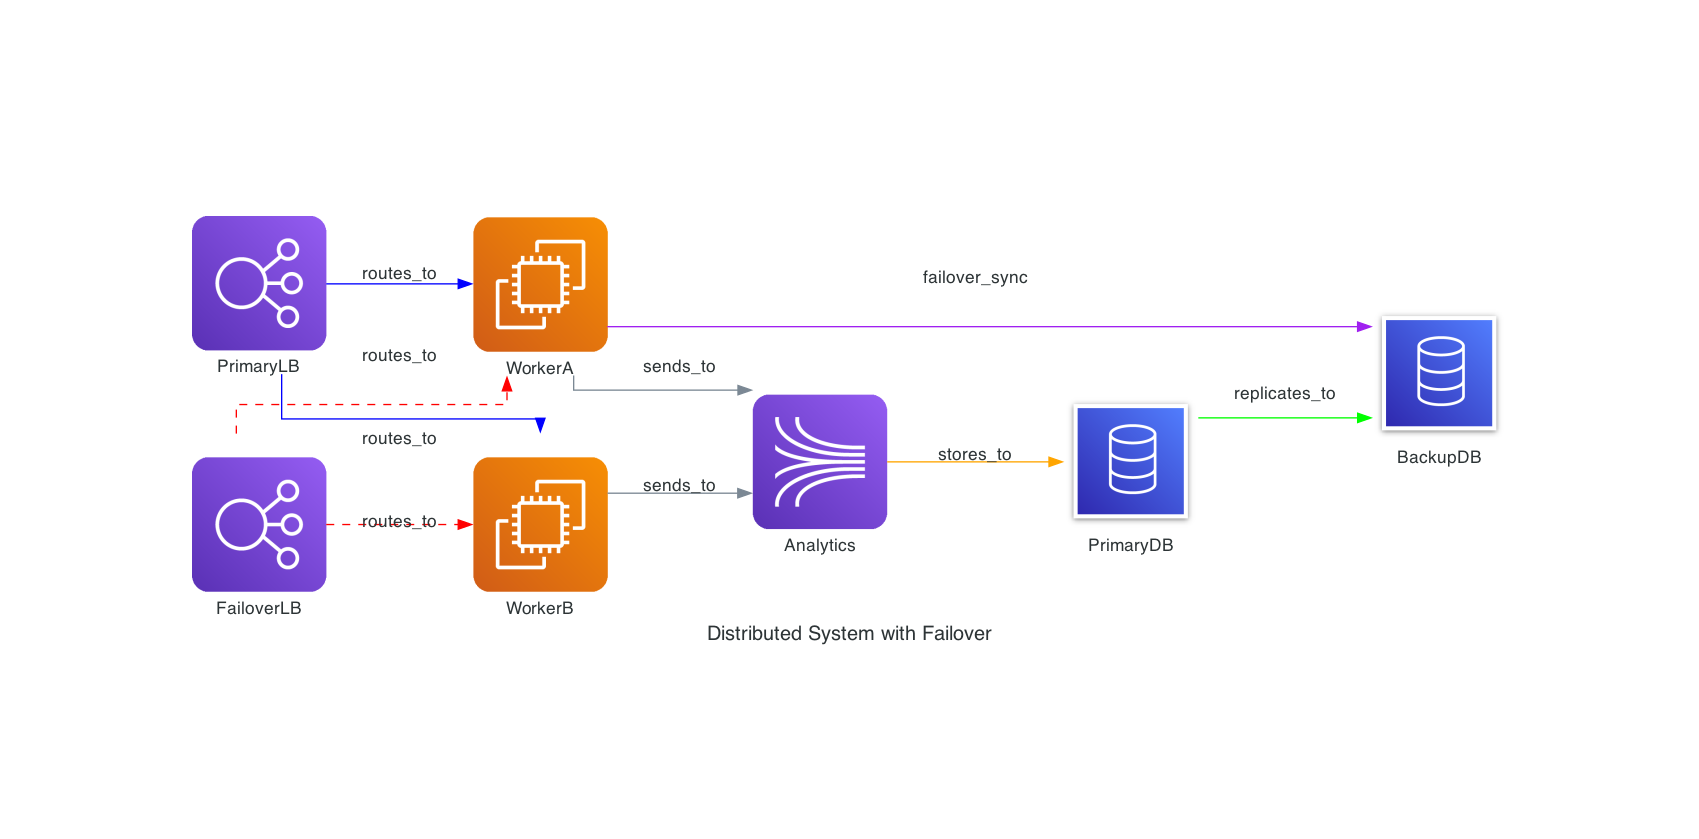 routes_to
failover_sync
PrimaryLB
routes_to
WorkerA
sends_to
replicates_to
routes_to
stores_to
BackupDB
sends_to
routes_to
Analytics
PrimaryDB
FailoverLB
WorkerB
Distributed System with Failover